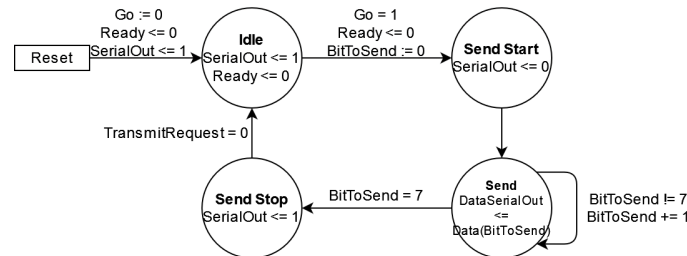 Reset
Go := 0
Ready <= 0
SerialOut <= 1
Idle
SerialOut <= 1
Ready <= 0
Go = 1
Ready <= 0
BitToSend := 0
Send Start
SerialOut <= 0
TransmitRequest = 0
Send Stop
SerialOut <= 1
BitToSend = 7
Send
DataSerialOut
<=
Data(BitToSend)
BitToSend != 7
BitToSend += 1